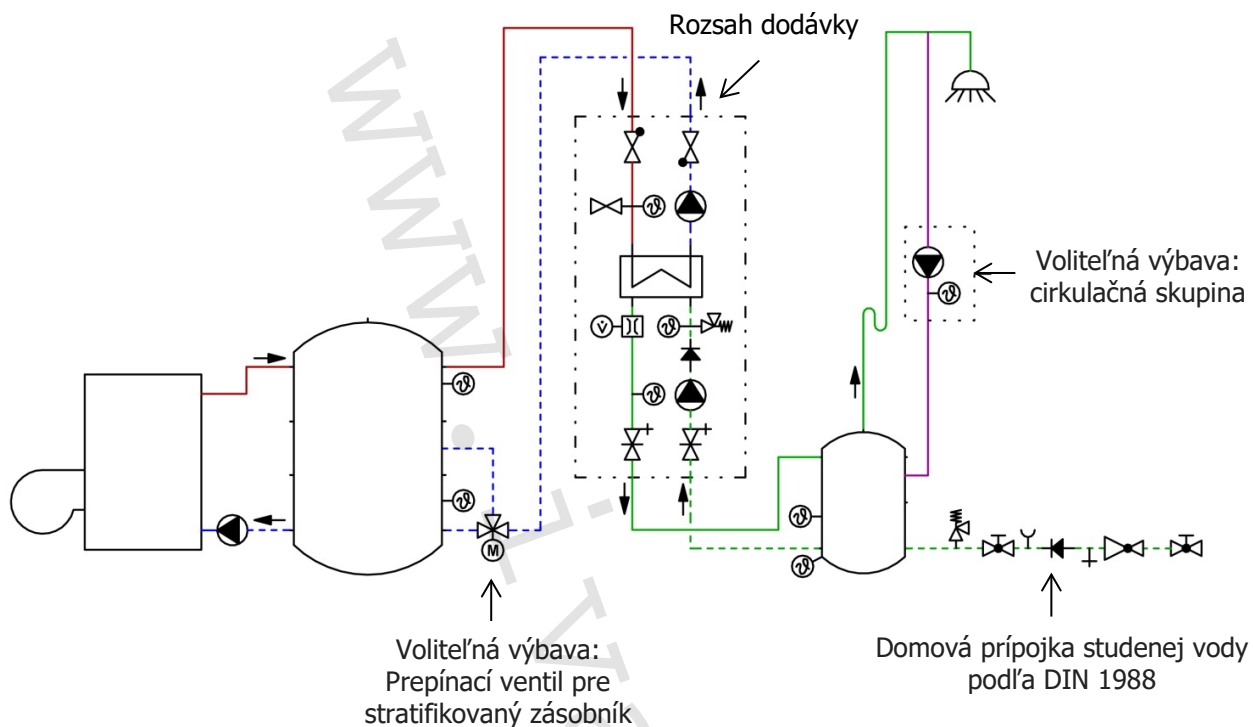 Rozsah dodávky
Voliteľná výbava:
cirkulačná skupina
Voliteľná výbava:
Prepínací ventil pre
stratifikovaný zásobník
Domová prípojka studenej vody
podľa DIN 1988
ϑ
ϑ
V̇
ϑ
ϑ
ϑ
ϑ
ϑ
ϑ
ϑ
M
www.